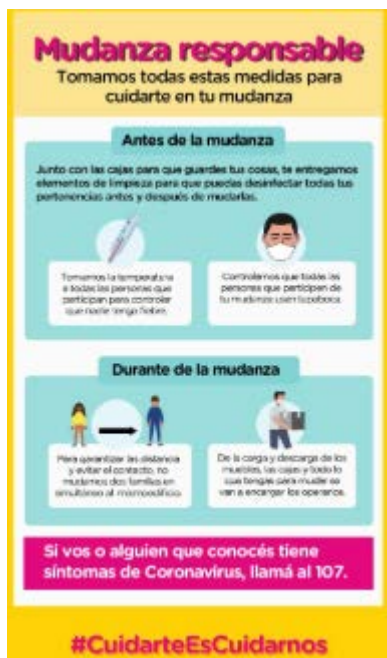 Mudanza responsable
Tomamos todas estas medidas para
cuidarte en tu mudanza
Antes de la mudanza
Junto con las cajas para que guardes tus cosas, te entregamos
elementos de limpieza para que puedas desinfectar todas tus
pertenencias antes y después de mudarlas.
Tomamos la temperatura
a todas las personas que
participan para controlar
que nadie tenga fiebre.
Controlamos que todas las
personas que participen de
tu mudanza usen tapaboca.
Durante de la mudanza
Para garantizar las distancia
y evitar el contacto, no
mudamos dos familias en
simultáneo al mismo edificio.
De la carga y descarga de los
muebles, las cajas y todo lo
que tengas para mudar se
van a encargar los operarios.
Si vos o alguien que conocés tiene
síntomas de Coronavirus, llamá al 107.
#CuidarteEsCuidarnos